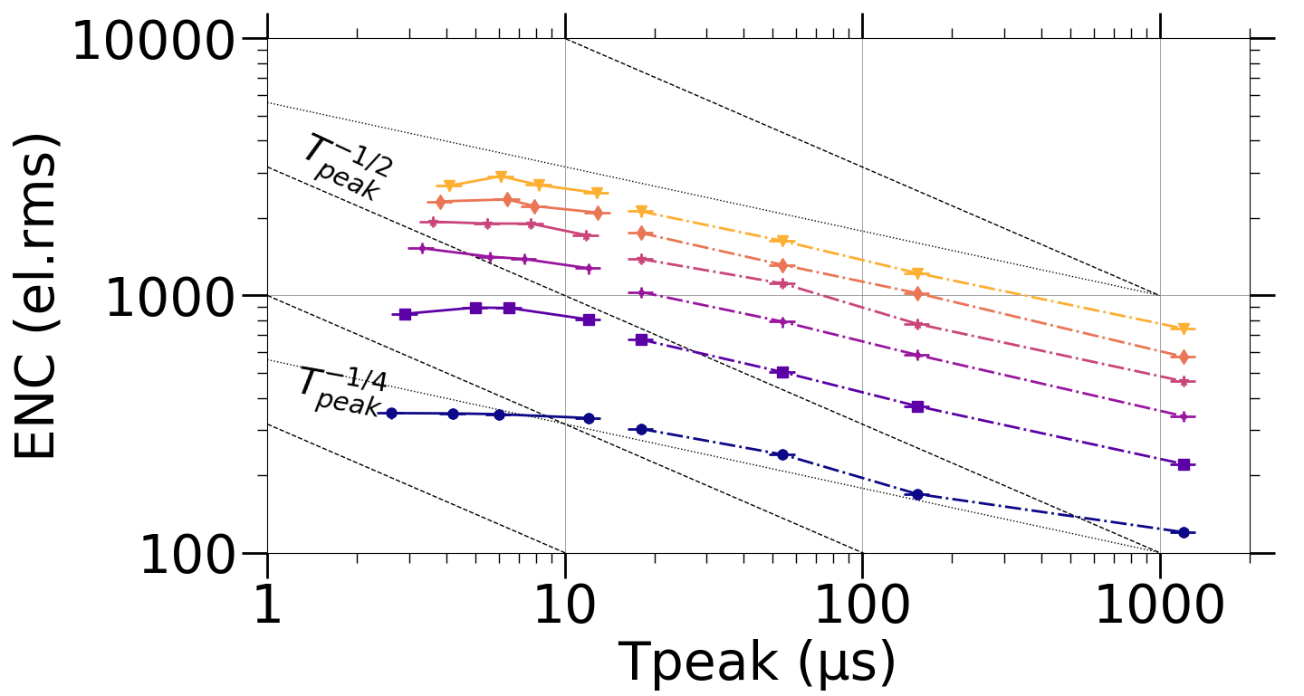 10000
1000
100
ENC (el.rms)
T_peak^−1/2
T_peak^−1/4
1 10 100 1000
Tpeak (μs)